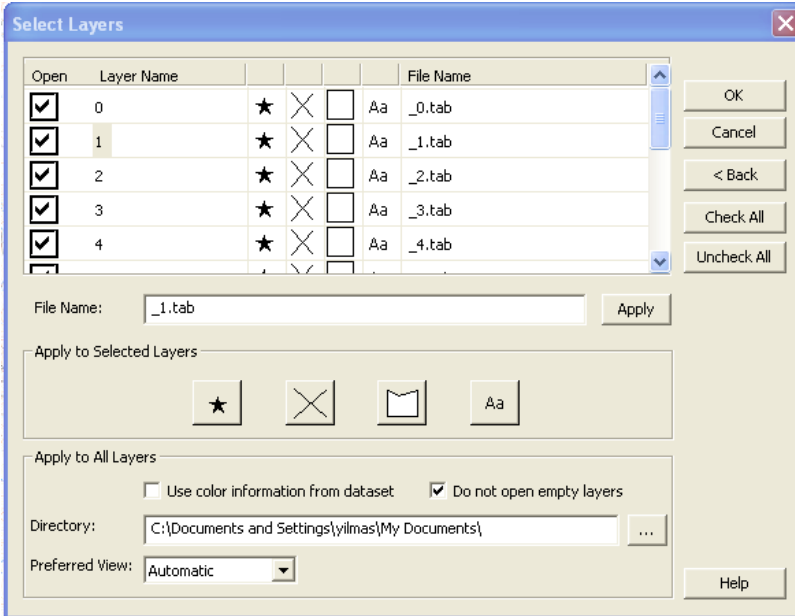 Select Layers
Open Layer Name File Name
0 Aa _0.tab
1 Aa _1.tab
2 Aa _2.tab
3 Aa _3.tab
4 Aa _4.tab
OK
Cancel
< Back
Check All
Uncheck All
File Name: _1.tab Apply
Apply to Selected Layers
Aa
Apply to All Layers
Use color information from dataset Do not open empty layers
Directory: C:\Documents and Settings\yilmas\My Documents\ ...
Preferred View: Automatic
Help